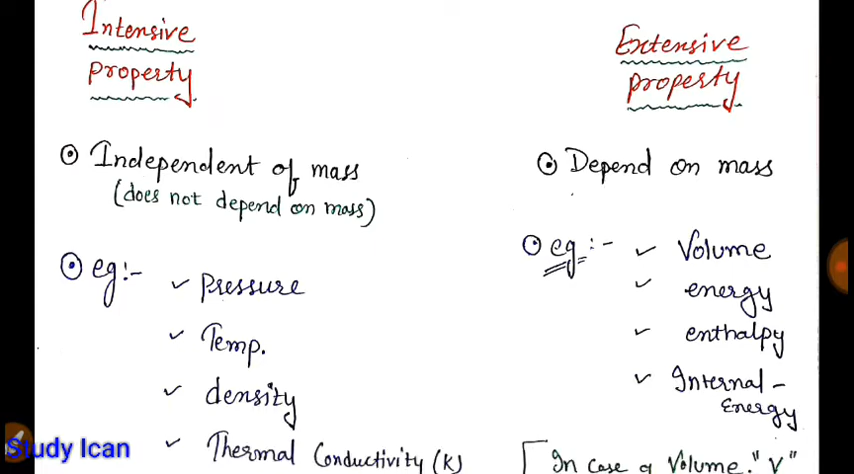 Intensive
property
⊙ Independent of mass
(does not depend on mass)
⊙ eg:-
✓ Pressure
✓ Temp.
✓ density
✓ Thermal Conductivity (K)
Extensive
property
⊙ Depend on mass
⊙ eg:-
✓ Volume
✓ energy
✓ enthalpy
✓ Internal-
Energy
[In case of Volume "V"
Study Ican